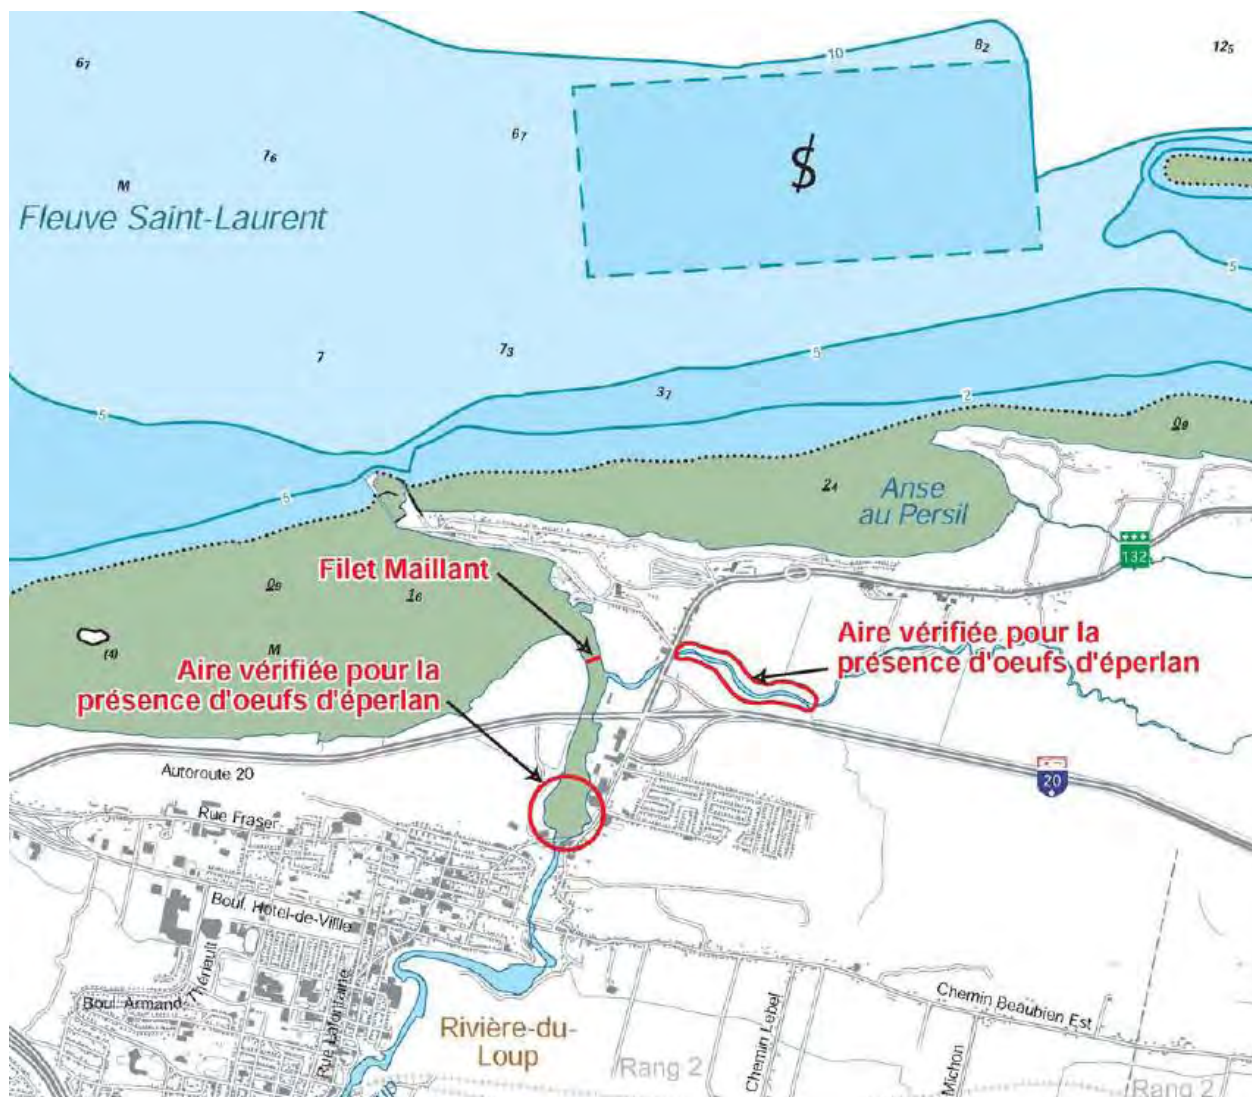 10
8₂
12₅
6₇
6₇
7₆
$
M
Fleuve Saint-Laurent
5
7
7₃
5
3₇
2
5
0₉
5
2₄
Anse
au Persil
132
Filet Maillant
0₉
1₆
(4)
M
Aire vérifiée pour la
présence d'oeufs d'éperlan
Aire vérifiée pour la
présence d'oeufs d'éperlan
Autoroute 20
20
Rue Fraser
Boul. Hôtel-de-Ville
Boul. Armand-Thériault
Rue Lafontaine
Chemin Beaubien Est
Rivière-du-
Loup
Rang 2
Chemin Lebel
Michon
Rang 2